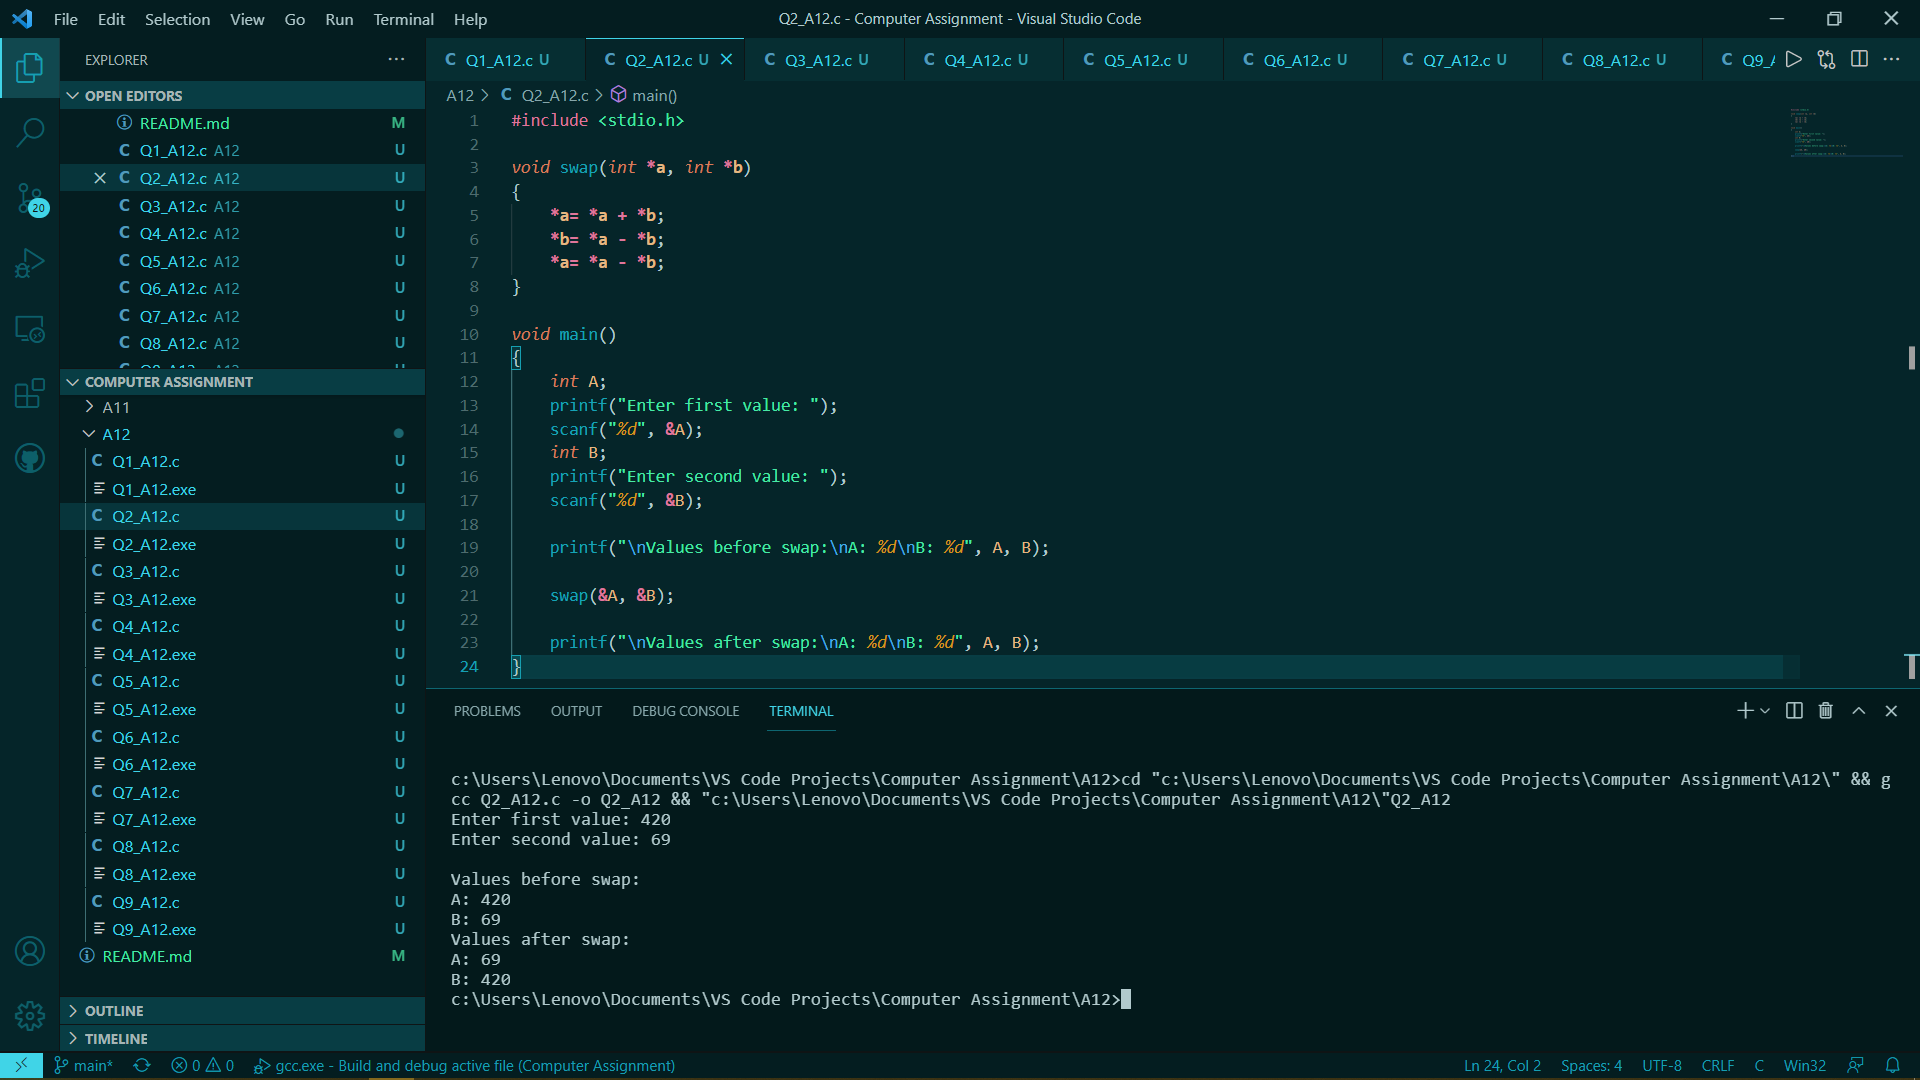 File Edit Selection View Go Run Terminal Help
Q2_A12.c - Computer Assignment - Visual Studio Code
EXPLORER
OPEN EDITORS
README.md M
Q1_A12.c A12 U
Q2_A12.c A12 U
Q3_A12.c A12 U
Q4_A12.c A12 U
Q5_A12.c A12 U
Q6_A12.c A12 U
Q7_A12.c A12 U
Q8_A12.c A12 U
20
COMPUTER ASSIGNMENT
A11
A12
Q1_A12.c U
Q1_A12.exe U
Q2_A12.c U
Q2_A12.exe U
Q3_A12.c U
Q3_A12.exe U
Q4_A12.c U
Q4_A12.exe U
Q5_A12.c U
Q5_A12.exe U
Q6_A12.c U
Q6_A12.exe U
Q7_A12.c U
Q7_A12.exe U
Q8_A12.c U
Q8_A12.exe U
Q9_A12.c U
Q9_A12.exe U
README.md M
OUTLINE
TIMELINE
C Q1_A12.c U C Q2_A12.c U C Q3_A12.c U C Q4_A12.c U C Q5_A12.c U C Q6_A12.c U C Q7_A12.c U C Q8_A12.c U C Q9_A
A12 > C Q2_A12.c > main()
1 #include <stdio.h>
2
3 void swap(int *a, int *b)
4 {
5 *a= *a + *b;
6 *b= *a - *b;
7 *a= *a - *b;
8 }
9
10 void main()
11 {
12 int A;
13 printf("Enter first value: ");
14 scanf("%d", &A);
15 int B;
16 printf("Enter second value: ");
17 scanf("%d", &B);
18
19 printf("\nValues before swap:\nA: %d\nB: %d", A, B);
20
21 swap(&A, &B);
22
23 printf("\nValues after swap:\nA: %d\nB: %d", A, B);
24 }
PROBLEMS OUTPUT DEBUG CONSOLE TERMINAL
c:\Users\Lenovo\Documents\VS Code Projects\Computer Assignment\A12>cd "c:\Users\Lenovo\Documents\VS Code Projects\Computer Assignment\A12\" && g
cc Q2_A12.c -o Q2_A12 && "c:\Users\Lenovo\Documents\VS Code Projects\Computer Assignment\A12\"Q2_A12
Enter first value: 420
Enter second value: 69
Values before swap:
A: 420
B: 69
Values after swap:
A: 69
B: 420
c:\Users\Lenovo\Documents\VS Code Projects\Computer Assignment\A12>
main* 0 0 gcc.exe - Build and debug active file (Computer Assignment)
Ln 24, Col 2 Spaces: 4 UTF-8 CRLF C Win32